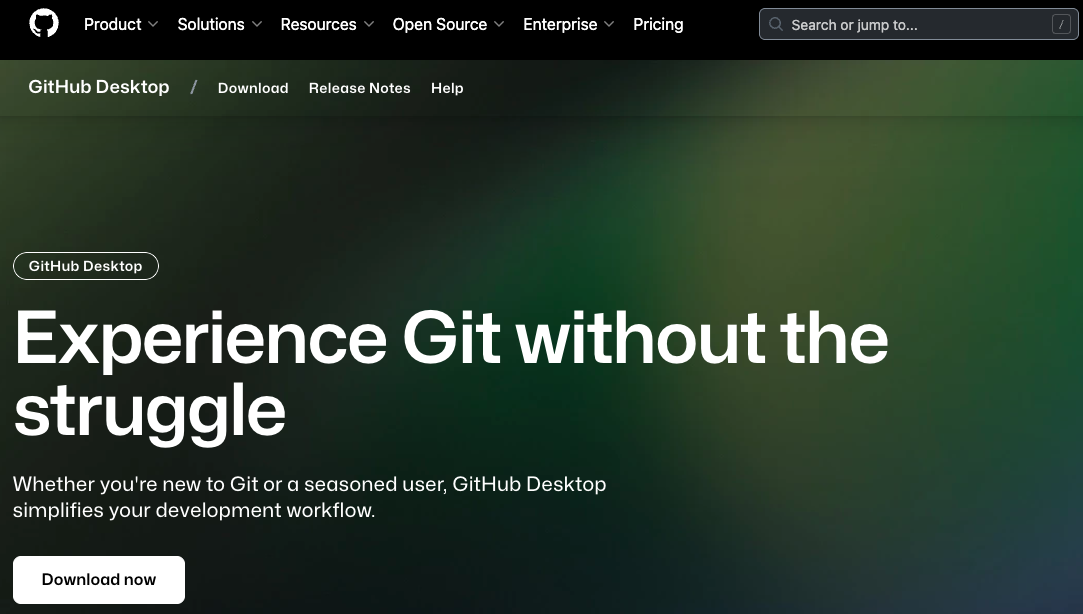 Product Solutions Resources Open Source Enterprise Pricing Search or jump to... /
GitHub Desktop / Download Release Notes Help
GitHub Desktop
Experience Git without the
struggle
Whether you're new to Git or a seasoned user, GitHub Desktop
simplifies your development workflow.
Download now